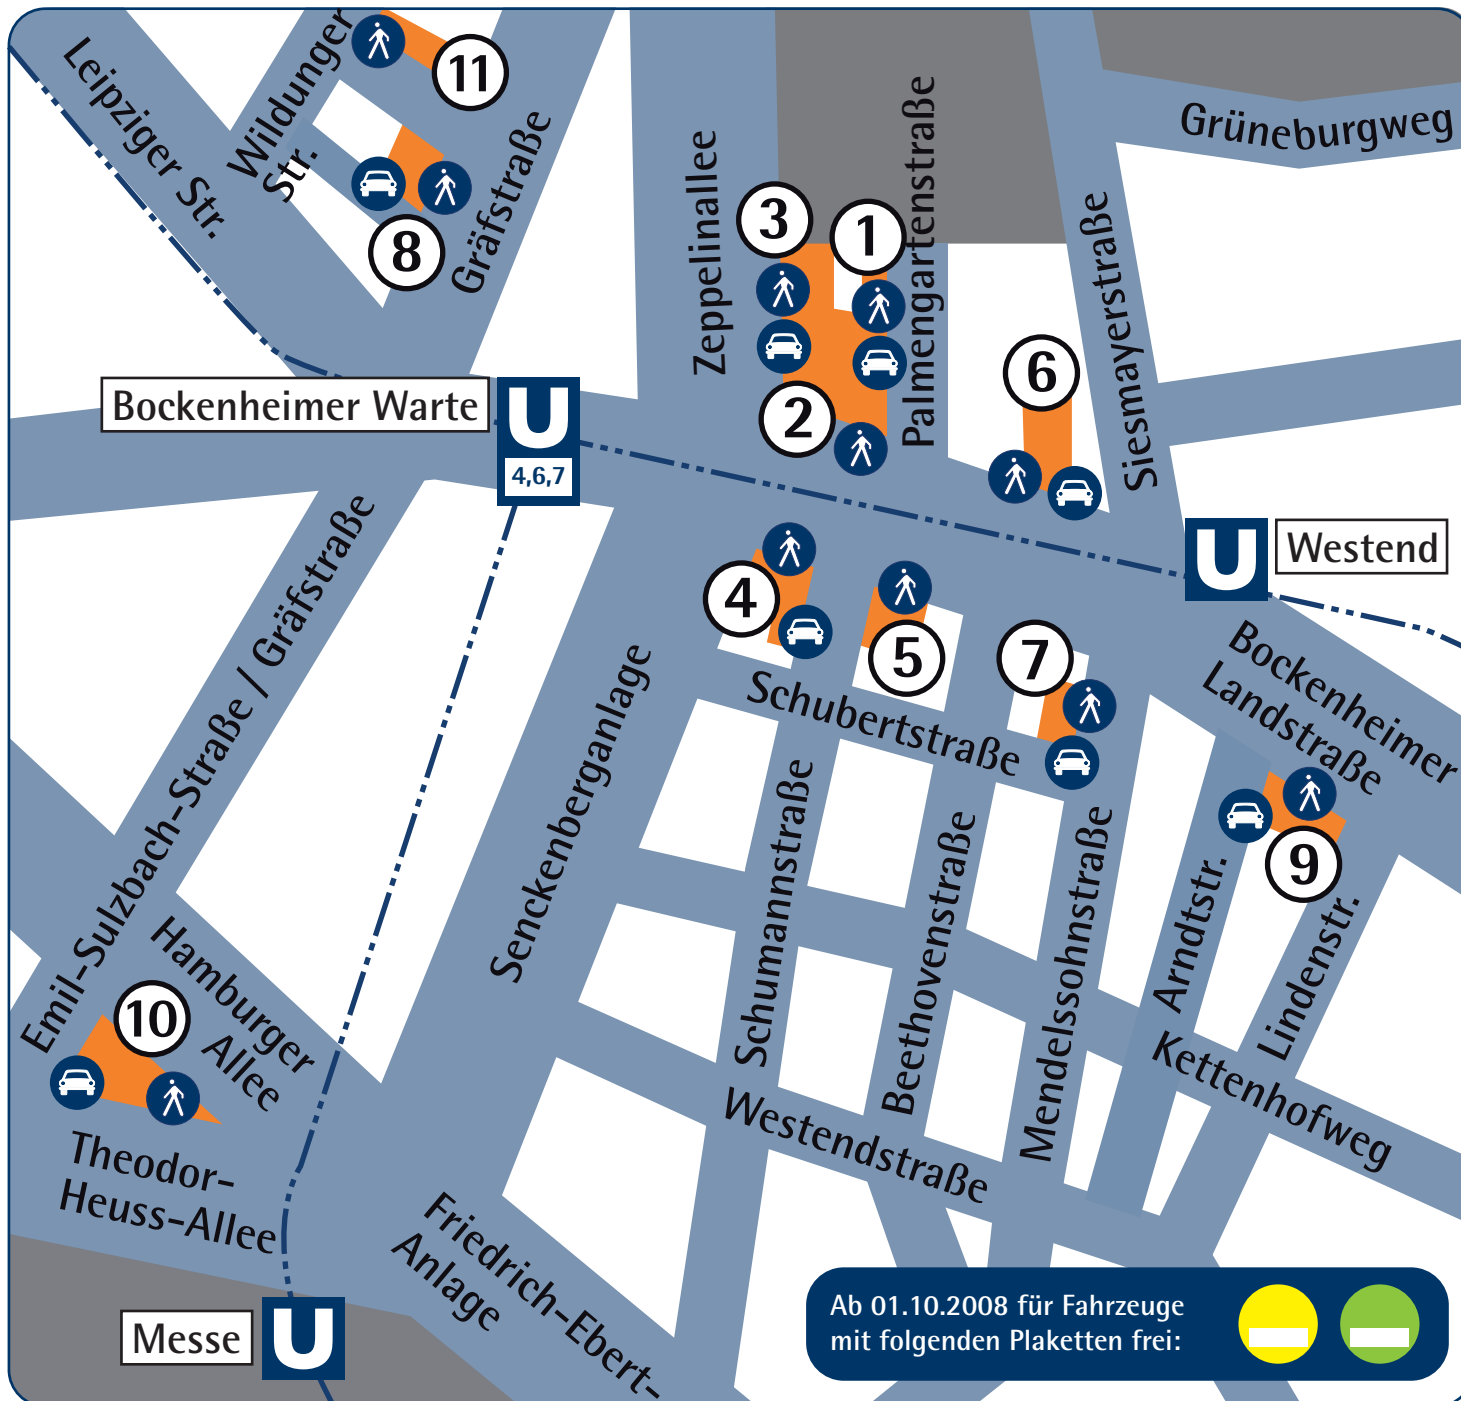 Leipziger Str.
Wildunger
Str.
11
Gräfstraße
8
Zeppelinallee
3
1
Palmengartenstraße
Grüneburgweg
Siesmayerstraße
2
6
Bockenheimer Warte
U
4,6,7
U
Westend
4
5
7
Schubertstraße
Bockenheimer
Landstraße
Emil-Sulzbach-Straße / Gräfstraße
Senckenberganlage
Schumannstraße
Beethovenstraße
Mendelssohnstraße
Arndtstr.
9
Lindenstr.
Hamburger
Allee
10
Kettenhofweg
Westendstraße
Theodor-
Heuss-Allee
Friedrich-Ebert-
Anlage
Messe
U
Ab 01.10.2008 für Fahrzeuge
mit folgenden Plaketten frei: